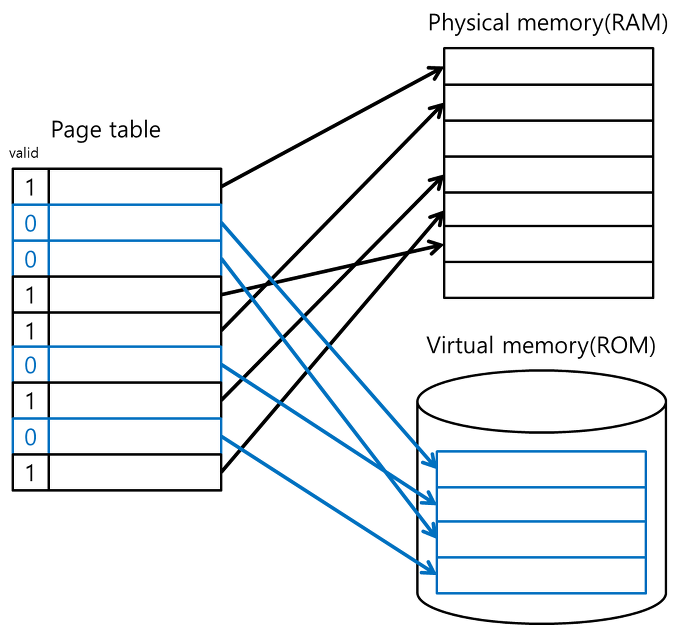 Physical memory(RAM)
Page table
valid
1
0
0
1
1
0
1
0
1
Virtual memory(ROM)